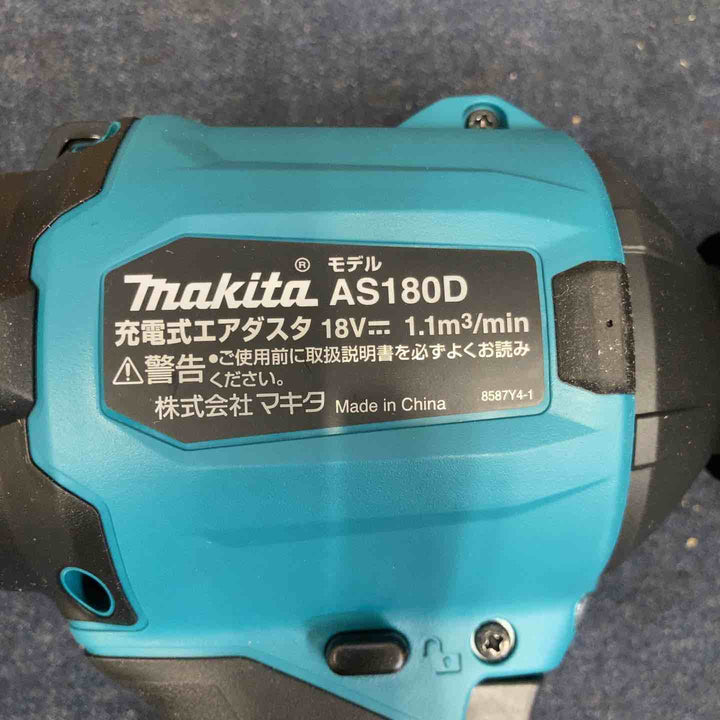 モデル
makita® AS180D
充電式エアダスタ 18V⎓ 1.1m³/min
⚠警告 •ご使用前に取扱説明書を必ずよくお読み
ください。
株式会社マキタ Made in China 8587Y4-1